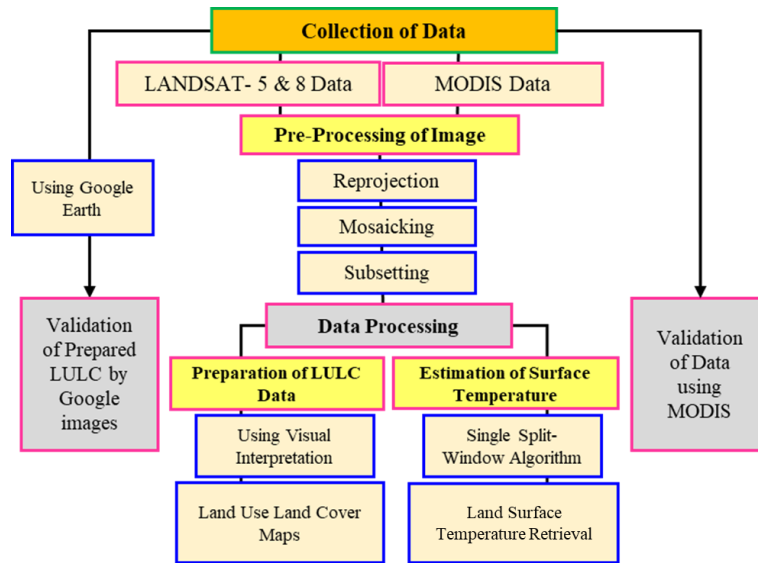 Collection of Data
LANDSAT- 5 & 8 Data
MODIS Data
Pre-Processing of Image
Using Google
Earth
Reprojection
Mosaicking
Subsetting
Validation
of Prepared
LULC by
Google
images
Data Processing
Validation
of Data
using
MODIS
Preparation of LULC
Data
Estimation of Surface
Temperature
Using Visual
Interpretation
Single Split-
Window Algorithm
Land Use Land Cover
Maps
Land Surface
Temperature Retrieval